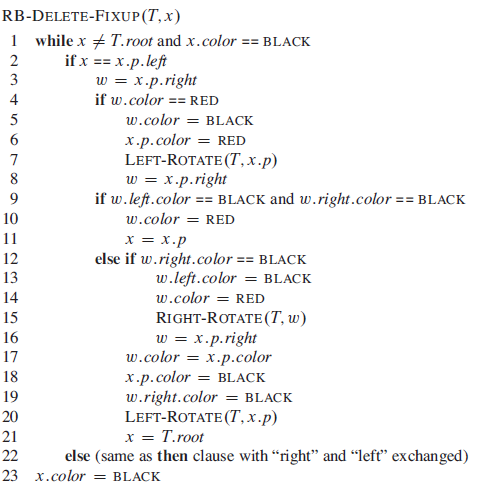 RB-DELETE-FIXUP(T, x)
1 while x ≠ T.root and x.color == BLACK
2 if x == x.p.left
3 w = x.p.right
4 if w.color == RED
5 w.color = BLACK
6 x.p.color = RED
7 LEFT-ROTATE(T, x.p)
8 w = x.p.right
9 if w.left.color == BLACK and w.right.color == BLACK
10 w.color = RED
11 x = x.p
12 else if w.right.color == BLACK
13 w.left.color = BLACK
14 w.color = RED
15 RIGHT-ROTATE(T, w)
16 w = x.p.right
17 w.color = x.p.color
18 x.p.color = BLACK
19 w.right.color = BLACK
20 LEFT-ROTATE(T, x.p)
21 x = T.root
22 else (same as then clause with “right” and “left” exchanged)
23 x.color = BLACK